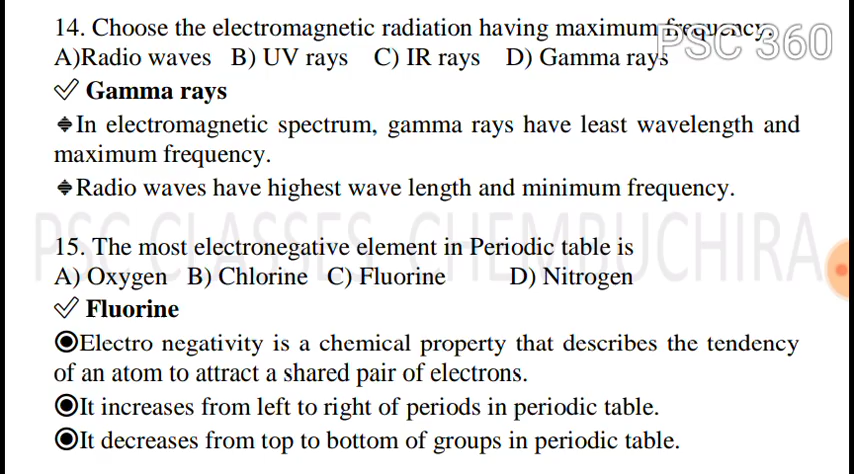 14. Choose the electromagnetic radiation having maximum frequency.
PSC 360
A)Radio waves B) UV rays C) IR rays D) Gamma rays
Gamma rays
In electromagnetic spectrum, gamma rays have least wavelength and
maximum frequency.
Radio waves have highest wave length and minimum frequency.
PSC CLASSES CHEMBUCHIRA
15. The most electronegative element in Periodic table is
A) Oxygen B) Chlorine C) Fluorine D) Nitrogen
Fluorine
Electro negativity is a chemical property that describes the tendency
of an atom to attract a shared pair of electrons.
It increases from left to right of periods in periodic table.
It decreases from top to bottom of groups in periodic table.